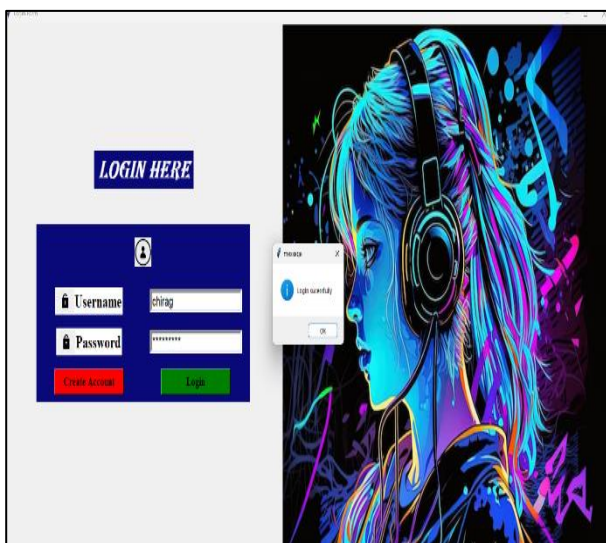 LOGIN HERE
Username
chirag
Password
*********
Create Account
Login
Login sucessfully
OK